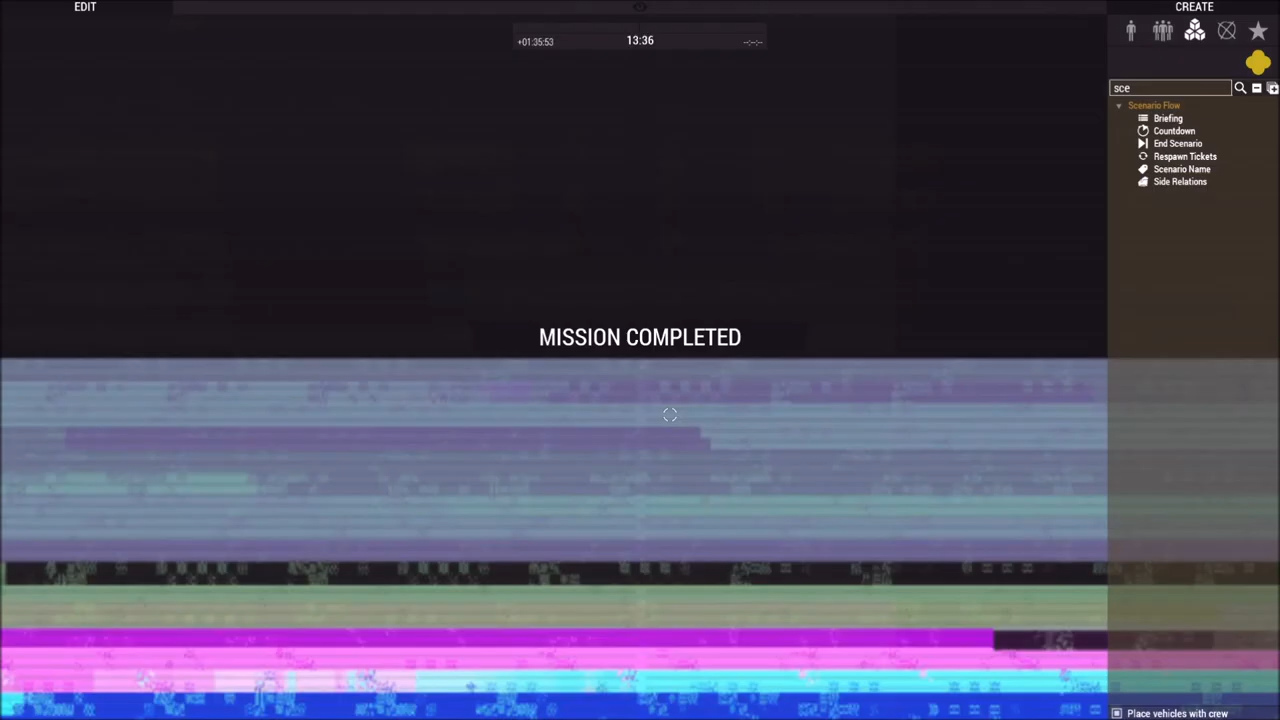 EDIT
CREATE
+01:35:53
13:36
--:--:--
sce
Scenario Flow
Briefing
Countdown
End Scenario
Respawn Tickets
Scenario Name
Side Relations
MISSION COMPLETED
Place vehicles with crew